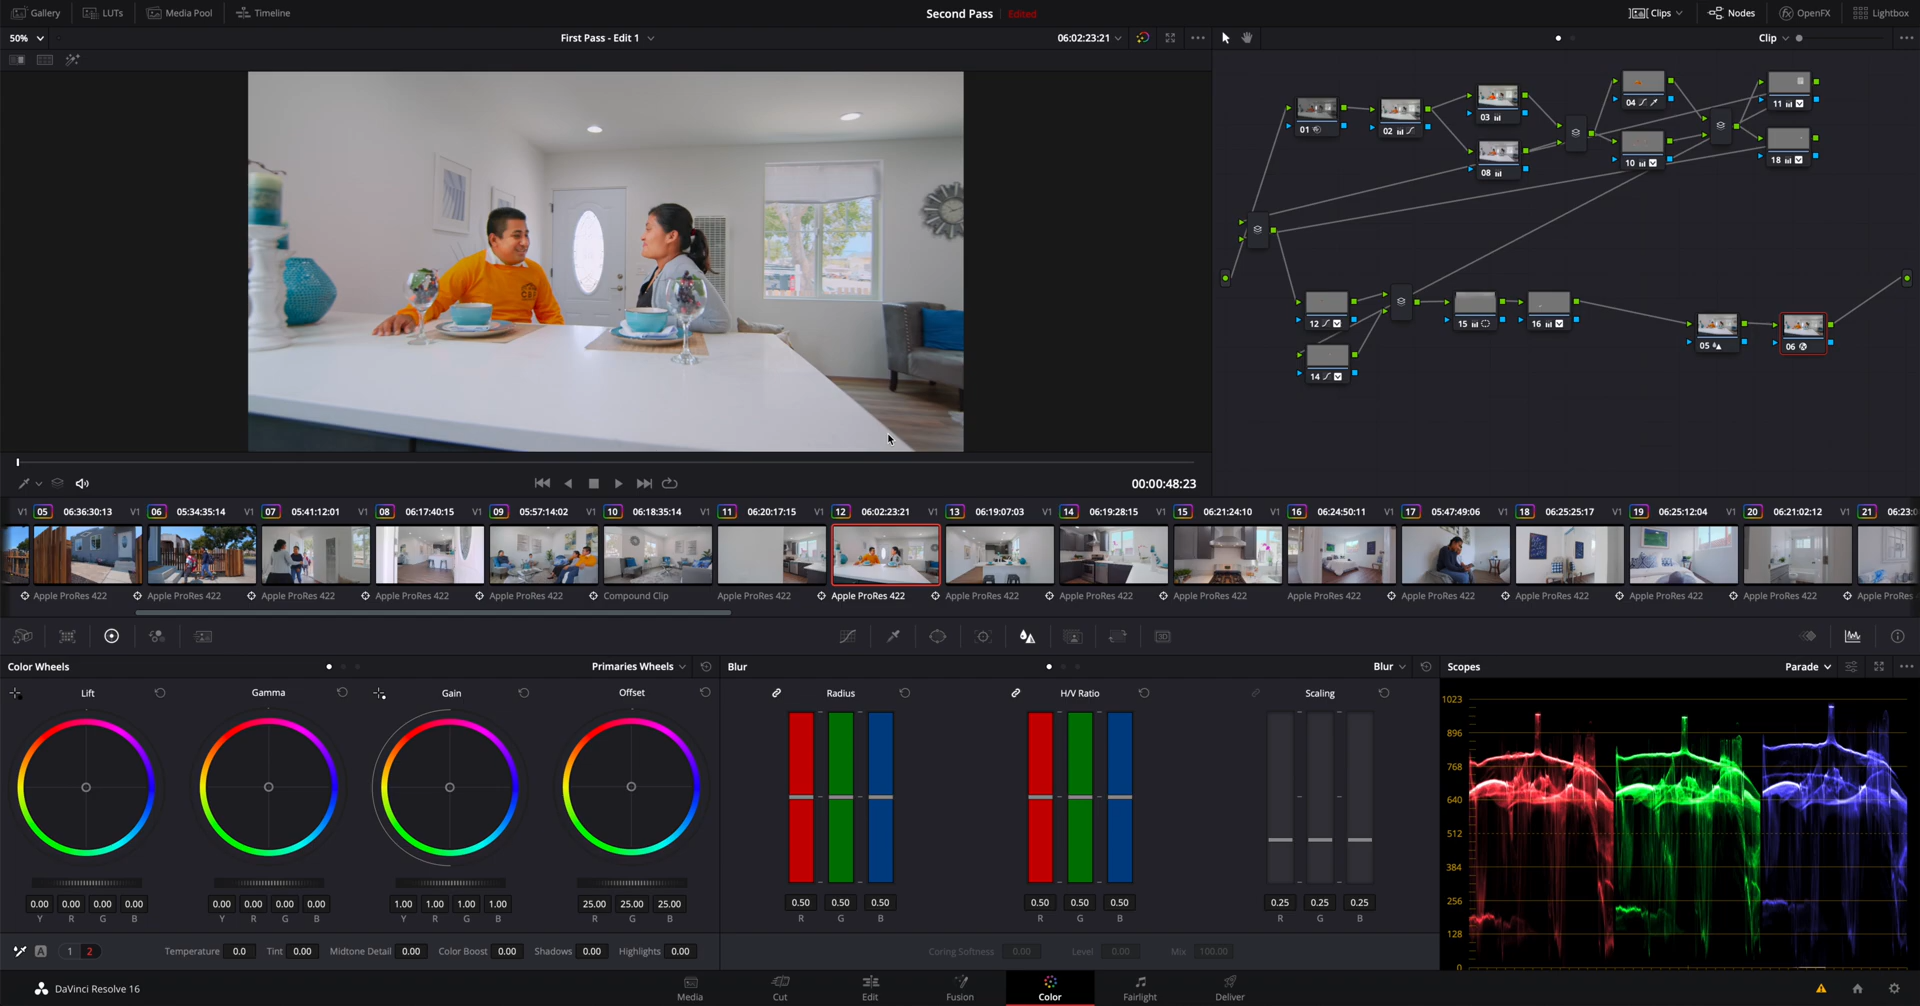 Gallery LUTs Media Pool Timeline Second Pass Edited Clips Nodes OpenFX Lightbox
50% First Pass - Edit 1 06:02:23:21 Clip
01 02 03 04 11
08 10 18
12 15 16 05 06
14
00:00:48:23
V1 05 06:36:30:13 V1 06 05:34:35:14 V1 07 05:41:12:01 V1 08 06:17:40:15 V1 09 05:57:14:02 V1 10 06:18:35:14 V1 11 06:20:17:15 V1 12 06:02:23:21 V1 13 06:19:07:03 V1 14 06:19:28:15 V1 15 06:21:24:10 V1 16 06:24:50:11 V1 17 05:47:49:06 V1 18 06:25:25:17 V1 19 06:25:12:04 V1 20 06:21:02:12 V1 21
Apple ProRes 422 Apple ProRes 422 Apple ProRes 422 Apple ProRes 422 Apple ProRes 422 Compound Clip Apple ProRes 422 Apple ProRes 422 Apple ProRes 422 Apple ProRes 422 Apple ProRes 422 Apple ProRes 422 Apple ProRes 422 Apple ProRes 422 Apple ProRes 422 Apple ProRes 422 Apple ProRes
3D
Color Wheels Primaries Wheels Blur Blur Scopes Parade
Lift Gamma Gain Offset Radius H/V Ratio Scaling
1023
896
768
640
512
384
256
128
0
0.00 0.00 0.00 0.00 0.00 0.00 0.00 0.00 1.00 1.00 1.00 1.00 25.00 25.00 25.00 0.50 0.50 0.50 0.50 0.50 0.50 0.25 0.25 0.25
Y R G B Y R G B Y R G B R G B R G B R G B R G B
A 1 2 Temperature 0.0 Tint 0.00 Midtone Detail 0.00 Color Boost 0.00 Shadows 0.00 Highlights 0.00 Coring Softness 0.00 Level 0.00 Mix 100.00
DaVinci Resolve 16 Media Cut Edit Fusion Color Fairlight Deliver